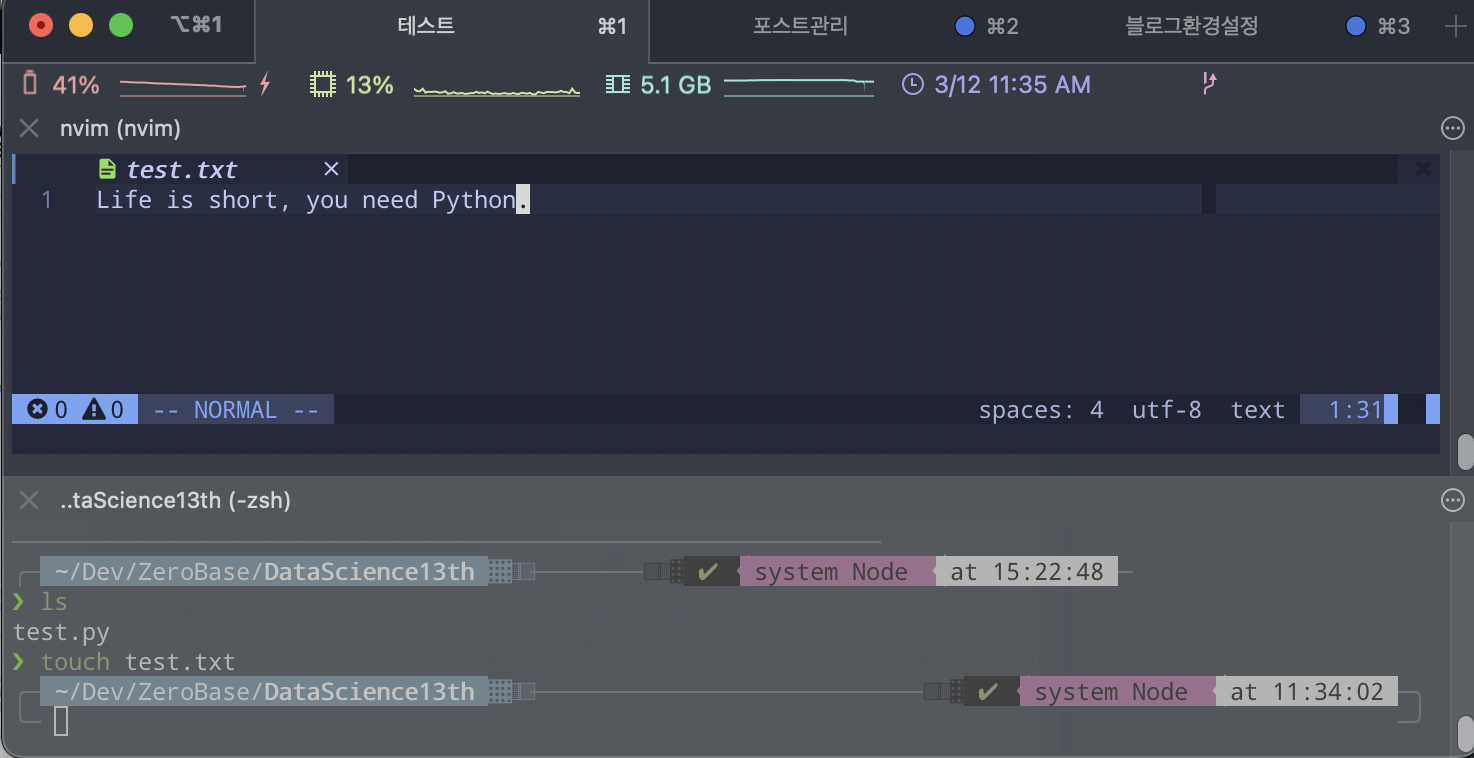 ⌥⌘1 테스트 ⌘1 포스트관리 ⌘2 블로그환경설정 ⌘3
41% 13% 5.1 GB 3/12 11:35 AM
nvim (nvim)
test.txt
1 Life is short, you need Python.
0 0 -- NORMAL -- spaces: 4 utf-8 text 1:31
..taScience13th (-zsh)
~/Dev/ZeroBase/DataScience13th ✔ system Node at 15:22:48
❯ ls
test.py
❯ touch test.txt
~/Dev/ZeroBase/DataScience13th ✔ system Node at 11:34:02